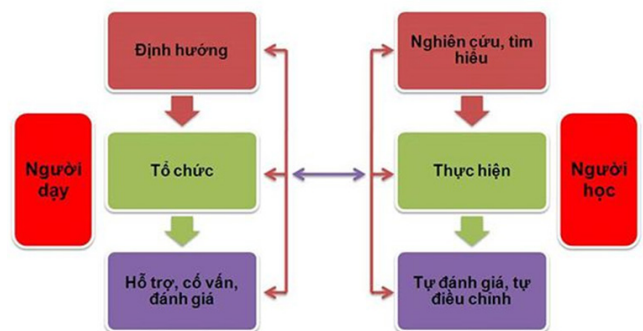 Định hướng
Nghiên cứu, tìm
hiểu
Người
dạy
Tổ chức
Thực hiện
Người
học
Hỗ trợ, cố vấn,
đánh giá
Tự đánh giá, tự
điều chỉnh